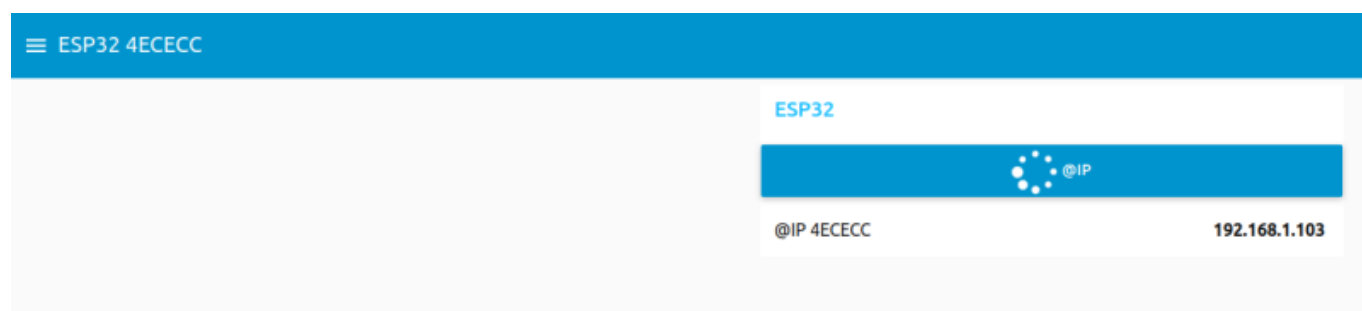 ESP32 4ECECC
ESP32
@IP
@IP 4ECECC 192.168.1.103